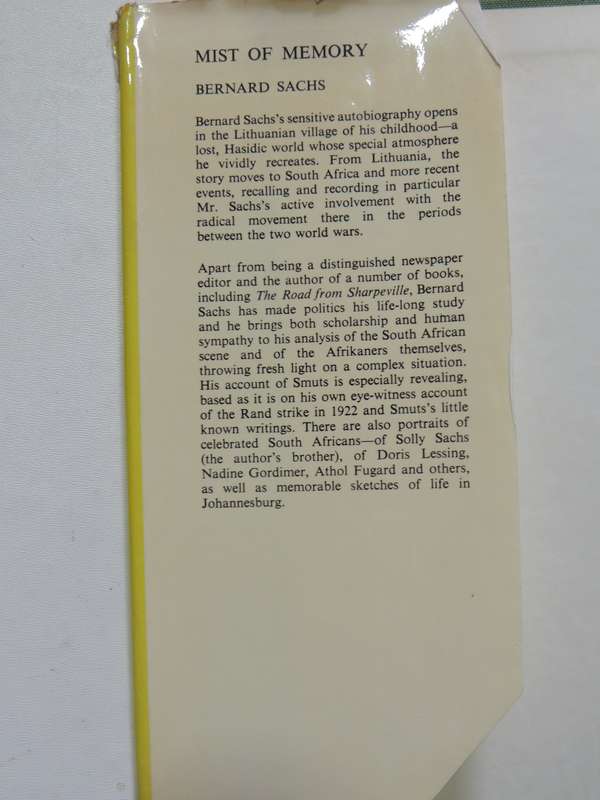 MIST OF MEMORY
BERNARD SACHS
Bernard Sachs's sensitive autobiography opens
in the Lithuanian village of his childhood—a
lost, Hasidic world whose special atmosphere
he vividly recreates. From Lithuania, the
story moves to South Africa and more recent
events, recalling and recording in particular
Mr. Sachs's active involvement with the
radical movement there in the periods
between the two world wars.
Apart from being a distinguished newspaper
editor and the author of a number of books,
including The Road from Sharpeville, Bernard
Sachs has made politics his life-long study
and he brings both scholarship and human
sympathy to his analysis of the South African
scene and of the Afrikaners themselves,
throwing fresh light on a complex situation.
His account of Smuts is especially revealing,
based as it is on his own eye-witness account
of the Rand strike in 1922 and Smuts's little
known writings. There are also portraits of
celebrated South Africans—of Solly Sachs
(the author's brother), of Doris Lessing,
Nadine Gordimer, Athol Fugard and others,
as well as memorable sketches of life in
Johannesburg.